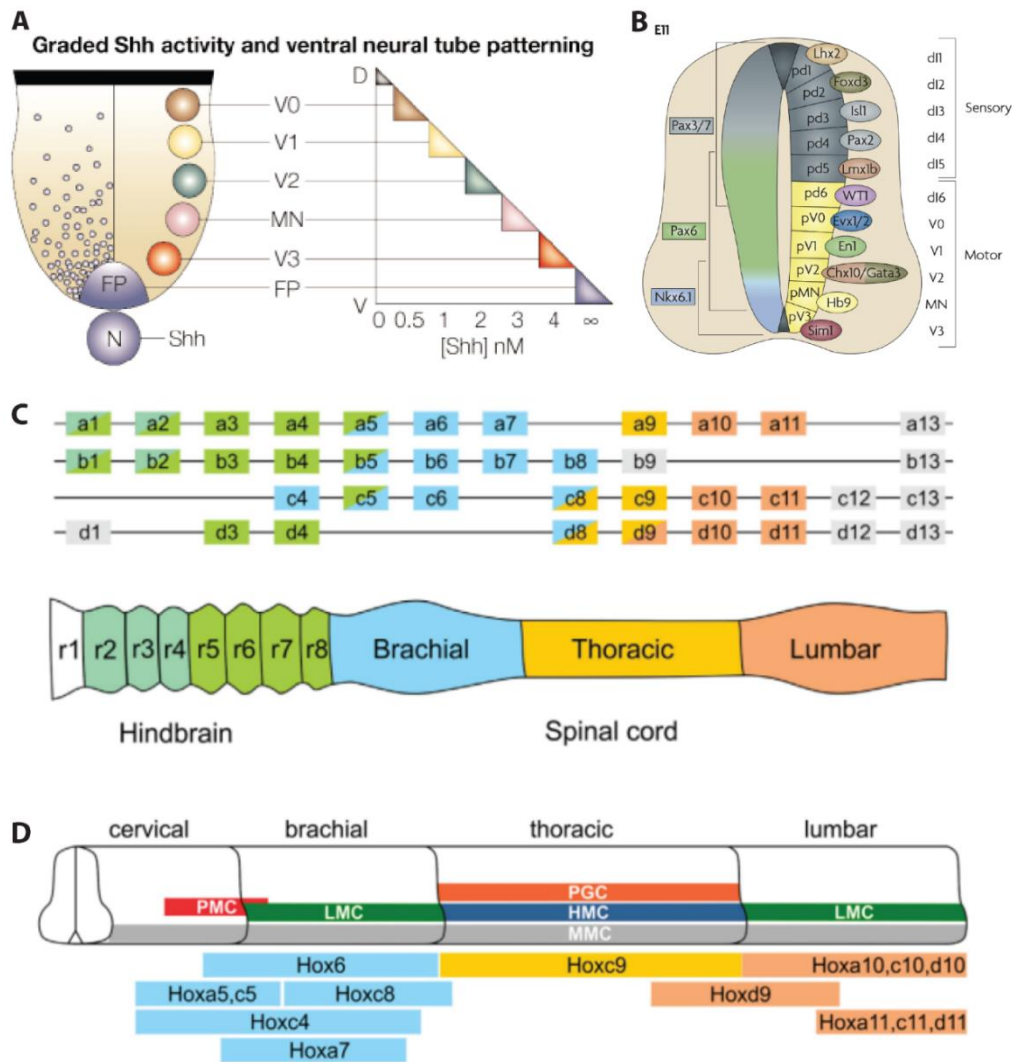 A
Graded Shh activity and ventral neural tube patterning
D
V0
V1
V2
MN
V3
FP
FP
V
N
Shh
0 0.5 1 2 3 4 ∞
[Shh] nM
B E11
Lhx2
Foxd3
Isl1
Pax2
Lmx1b
WT1
Evx1/2
En1
Chx10/Gata3
Hb9
Sim1
pd1
pd2
pd3
pd4
pd5
pd6
pV0
pV1
pV2
pMN
pV3
Pax3/7
Pax6
Nkx6.1
dI1
dI2
dI3
dI4
dI5
dI6
V0
V1
V2
MN
V3
Sensory
Motor
C
a1 a2 a3 a4 a5 a6 a7 a9 a10 a11 a13
b1 b2 b3 b4 b5 b6 b7 b8 b9 b13
c4 c5 c6 c8 c9 c10 c11 c12 c13
d1 d3 d4 d8 d9 d10 d11 d12 d13
r1 r2 r3 r4 r5 r6 r7 r8 Brachial Thoracic Lumbar
Hindbrain Spinal cord
D
cervical brachial thoracic lumbar
PGC
PMC LMC HMC LMC
MMC
Hox6 Hoxc9 Hoxa10,c10,d10
Hoxa5,c5 Hoxc8 Hoxd9
Hoxc4 Hoxa11,c11,d11
Hoxa7